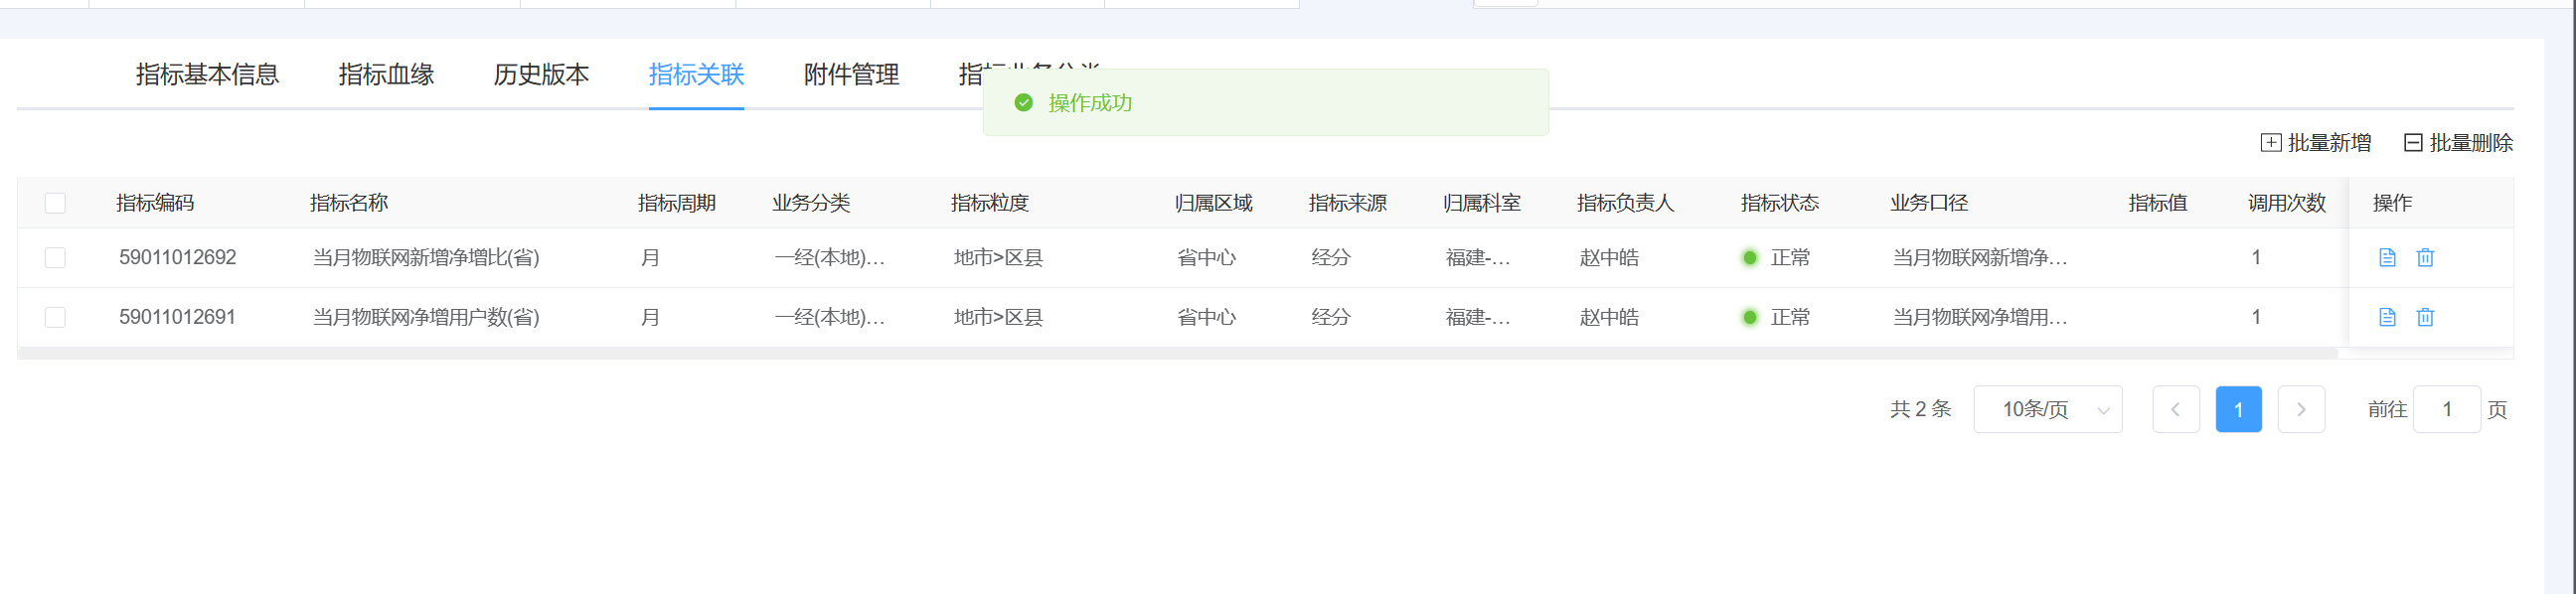 指标基本信息 指标血缘 历史版本 指标关联 附件管理
操作成功
批量新增 批量删除
指标编码 指标名称 指标周期 业务分类 指标粒度 归属区域 指标来源 归属科室 指标负责人 指标状态 业务口径 指标值 调用次数 操作
59011012692 当月物联网新增净增比(省) 月 一经(本地)... 地市>区县 省中心 经分 福建-... 赵中皓 正常 当月物联网新增净... 1
59011012691 当月物联网净增用户数(省) 月 一经(本地)... 地市>区县 省中心 经分 福建-... 赵中皓 正常 当月物联网净增用... 1
共 2 条 10条/页 1 前往 1 页